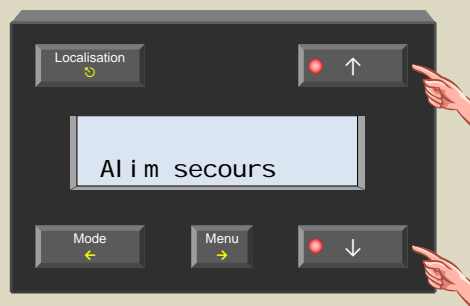 Localisation
⎋
↑
Alim secours
Mode
←
Menu
→
↓